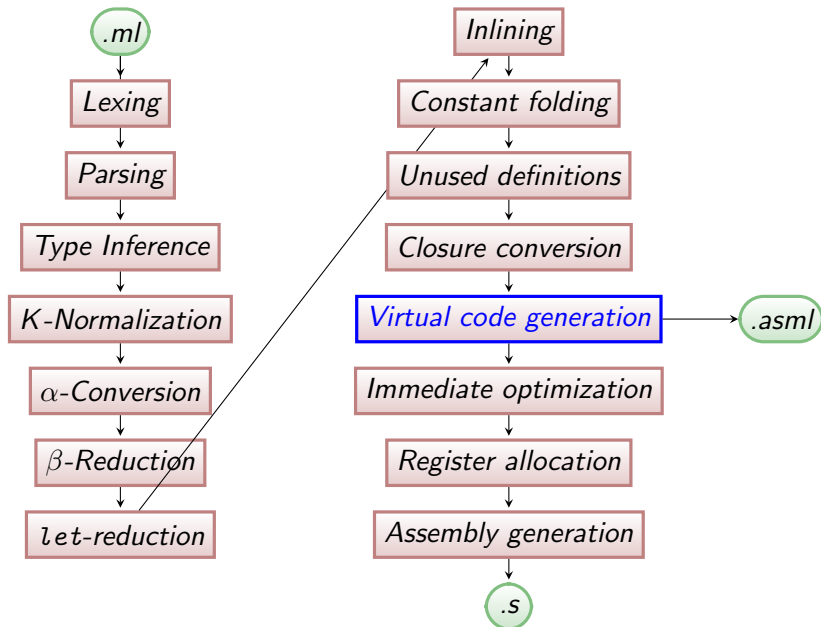 .ml
Lexing
Parsing
Type Inference
K-Normalization
α-Conversion
β-Reduction
let-reduction
Inlining
Constant folding
Unused definitions
Closure conversion
Virtual code generation
.asml
Immediate optimization
Register allocation
Assembly generation
.s